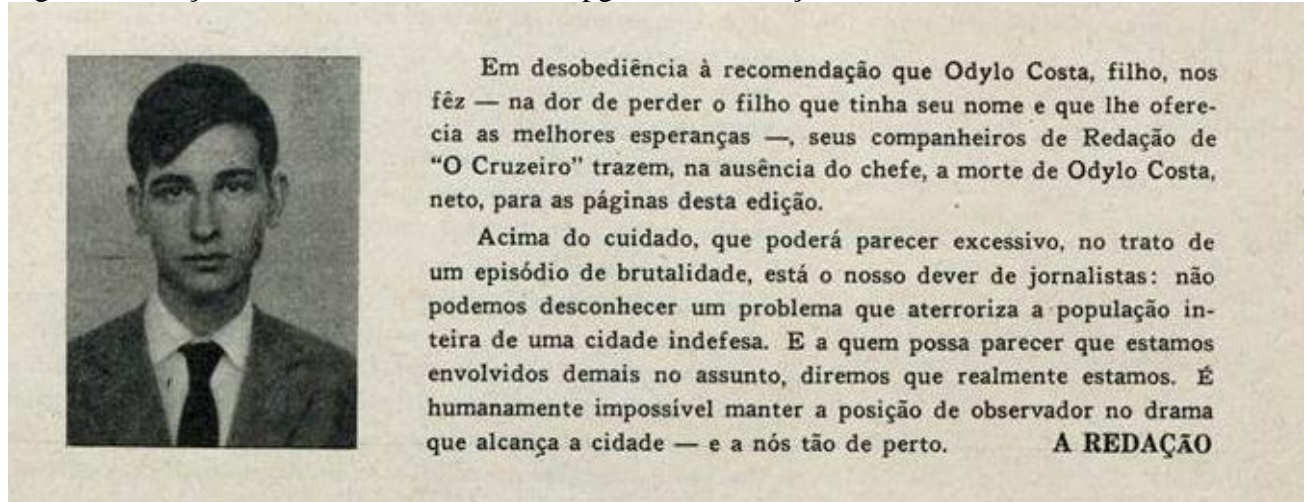 Em desobediência à recomendação que Odylo Costa, filho, nos
fêz — na dor de perder o filho que tinha seu nome e que lhe ofere-
cia as melhores esperanças —, seus companheiros de Redação de
"O Cruzeiro" trazem, na ausência do chefe, a morte de Odylo Costa,
neto, para as páginas desta edição.
Acima do cuidado, que poderá parecer excessivo, no trato de
um episódio de brutalidade, está o nosso dever de jornalistas: não
podemos desconhecer um problema que aterroriza a população in-
teira de uma cidade indefesa. E a quem possa parecer que estamos
envolvidos demais no assunto, diremos que realmente estamos. É
humanamente impossível manter a posição de observador no drama
que alcança a cidade — e a nós tão de perto. A REDAÇÃO